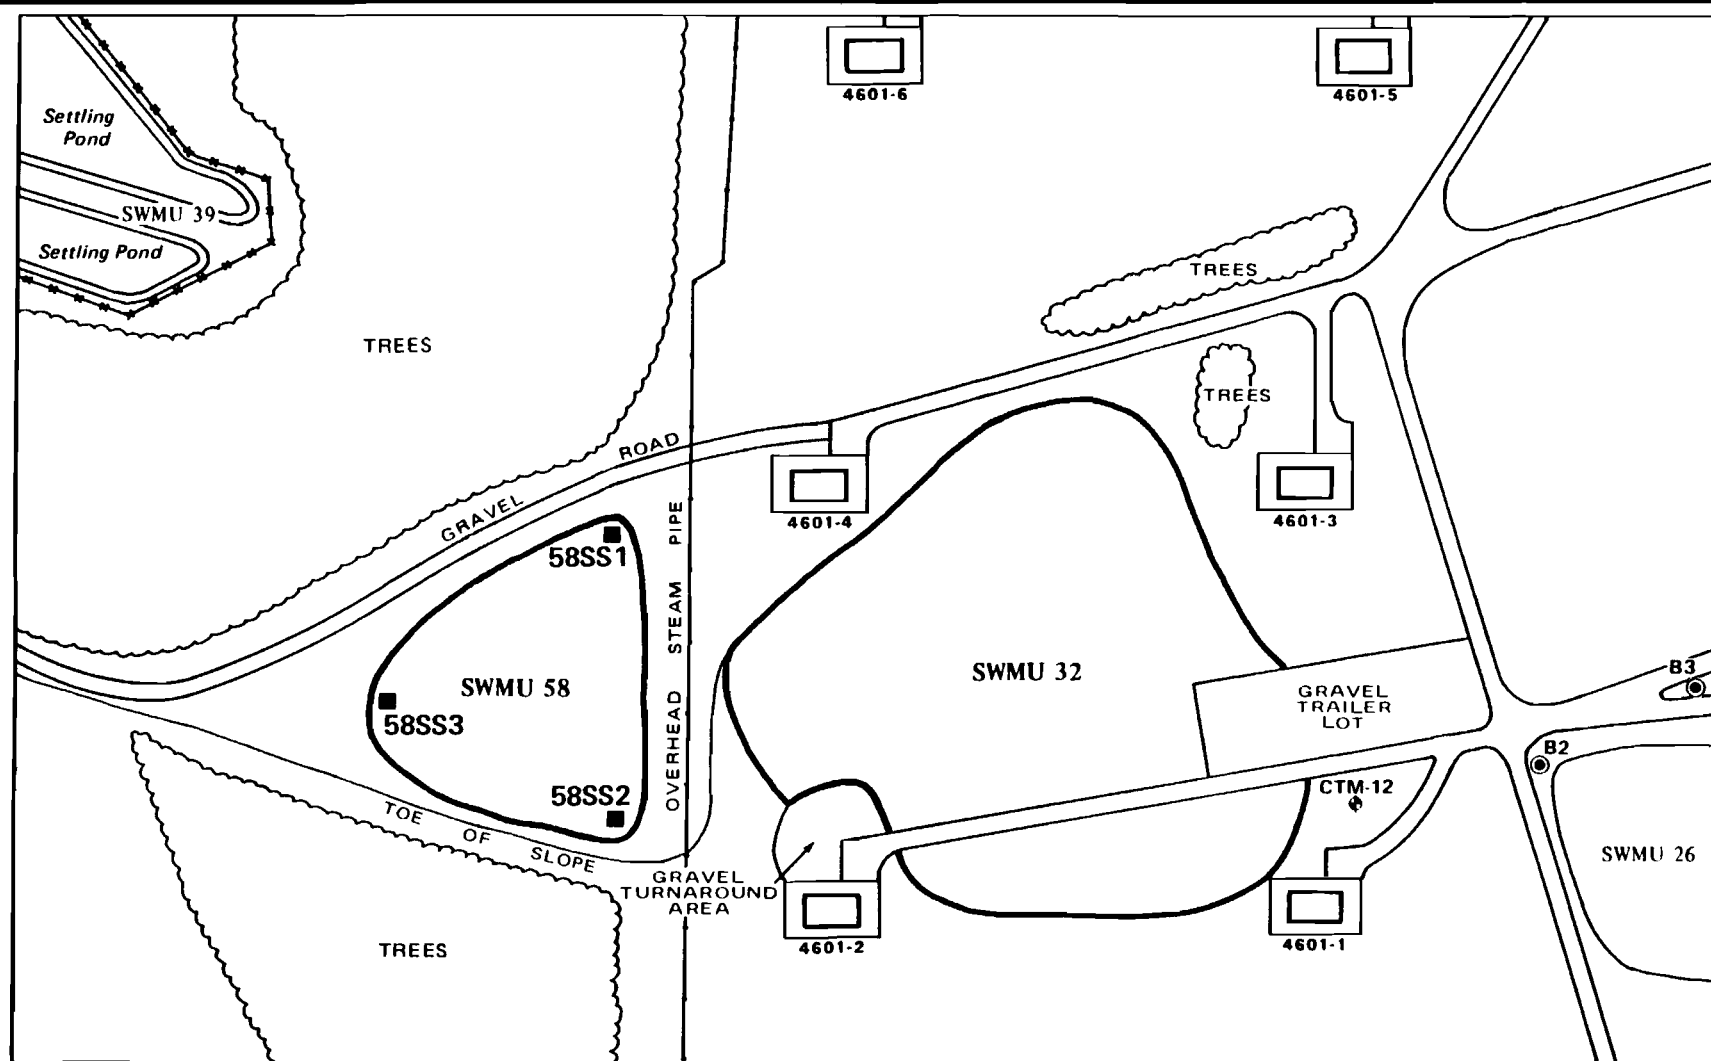 4601-6
4601-5
Settling
Pond
SWMU 39
Settling Pond
TREES
TREES
TREES
GRAVEL ROAD
4601-4
4601-3
58SS1
OVERHEAD STEAM PIPE
SWMU 58
SWMU 32
58SS3
58SS2
GRAVEL
TRAILER
LOT
B3
B2
CTM-12
TOE OF SLOPE
SWMU 26
GRAVEL
TURNAROUND
AREA
TREES
4601-2
4601-1